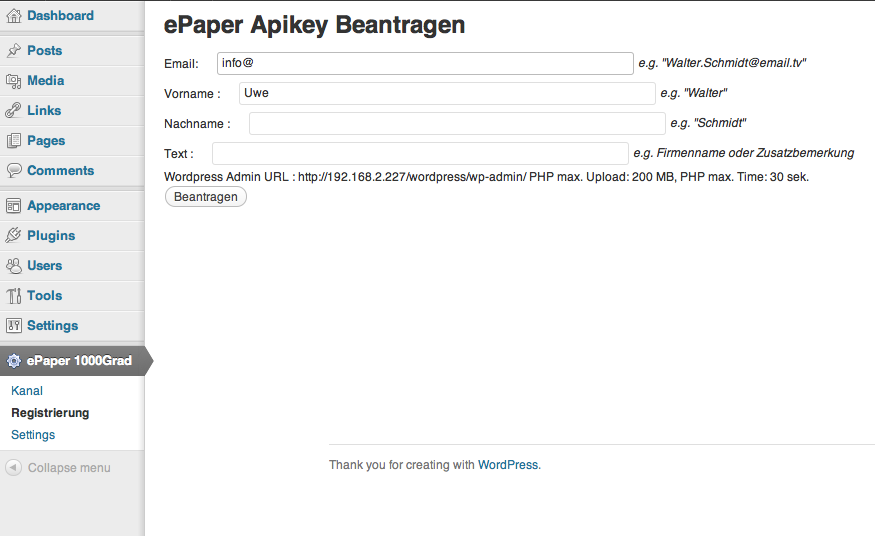 Dashboard
Posts
Media
Links
Pages
Comments
Appearance
Plugins
Users
Tools
Settings
ePaper 1000Grad
Kanal
Registrierung
Settings
Collapse menu
ePaper Apikey Beantragen
Email: info@ e.g. "Walter.Schmidt@email.tv"
Vorname : Uwe e.g. "Walter"
Nachname : e.g. "Schmidt"
Text : e.g. Firmenname oder Zusatzbemerkung
Wordpress Admin URL : http://192.168.2.227/wordpress/wp-admin/ PHP max. Upload: 200 MB, PHP max. Time: 30 sek.
Beantragen
Thank you for creating with WordPress.